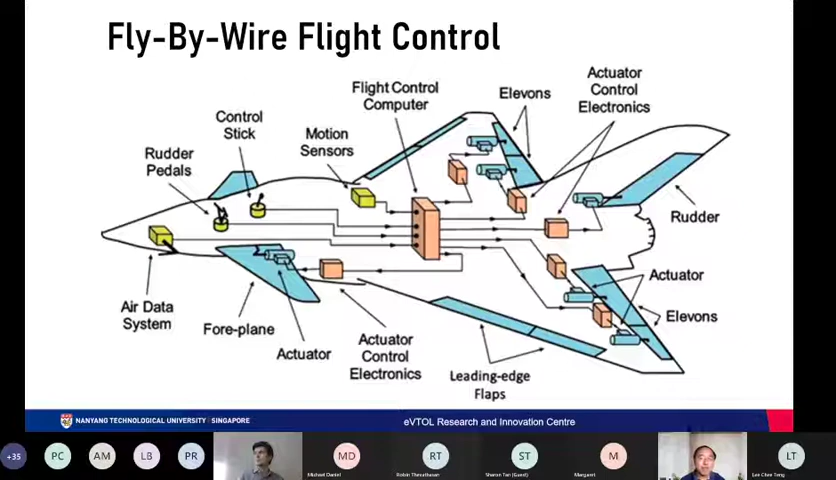 Fly-By-Wire Flight Control
Actuator
Control
Electronics
Elevons
Flight Control
Computer
Control
Stick
Motion
Sensors
Rudder
Pedals
Rudder
Air Data
System
Fore-plane
Actuator
Actuator
Control
Electronics
Leading-edge
Flaps
Actuator
Elevons
NANYANG TECHNOLOGICAL UNIVERSITY | SINGAPORE
eVTOL Research and Innovation Centre
+35
PC
AM
LB
PR
MD
Michael Daniel
RT
Robin Thevathasan
ST
Sharon Tan (Guest)
M
Margaret
LT
Lee Chee Teng